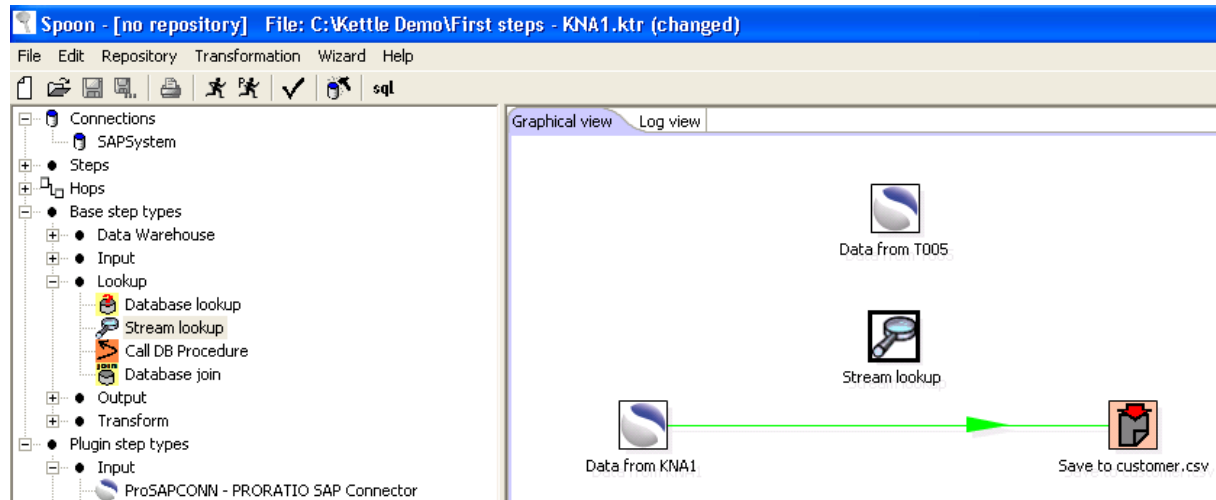 Spoon - [no repository] File: C:\Kettle Demo\First steps - KNA1.ktr (changed)
File Edit Repository Transformation Wizard Help
sql
Connections
SAPSystem
Steps
Hops
Base step types
Data Warehouse
Input
Lookup
Database lookup
Stream lookup
Call DB Procedure
JOIN
Database join
Output
Transform
Plugin step types
Input
ProSAPCONN - PRORATIO SAP Connector
Graphical view Log view
Data from T005
Stream lookup
Data from KNA1
Save to customer.csv